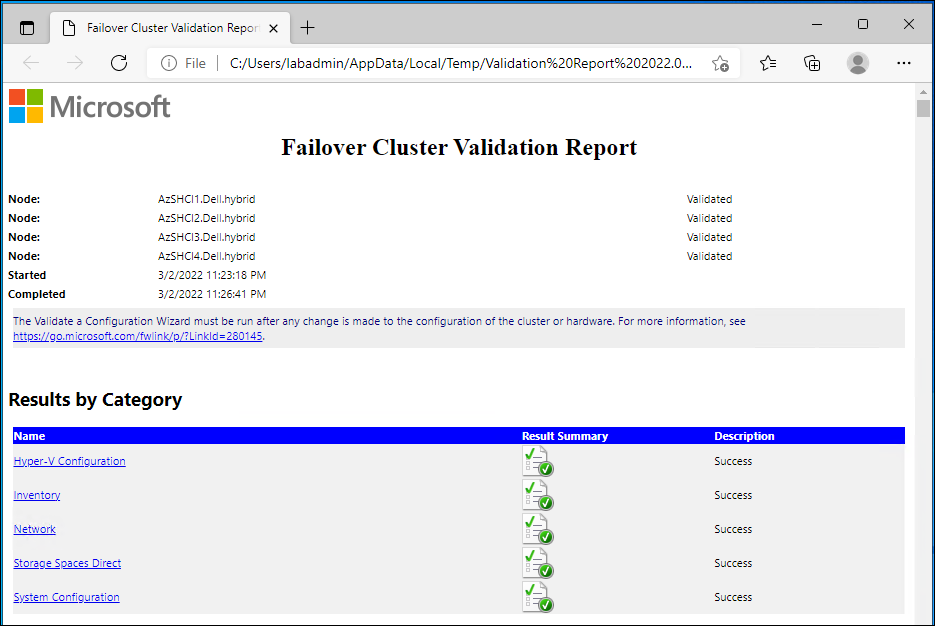 Failover Cluster Validation Repor
File
C:/Users/labadmin/AppData/Local/Temp/Validation%20Report%202022.0...
Microsoft
Failover Cluster Validation Report
Node: AzSHCI1.Dell.hybrid Validated
Node: AzSHCI2.Dell.hybrid Validated
Node: AzSHCI3.Dell.hybrid Validated
Node: AzSHCI4.Dell.hybrid Validated
Started 3/2/2022 11:23:18 PM
Completed 3/2/2022 11:26:41 PM
The Validate a Configuration Wizard must be run after any change is made to the configuration of the cluster or hardware. For more information, see
https://go.microsoft.com/fwlink/p/?LinkId=280145.
Results by Category
Name Result Summary Description
Hyper-V Configuration Success
Inventory Success
Network Success
Storage Spaces Direct Success
System Configuration Success